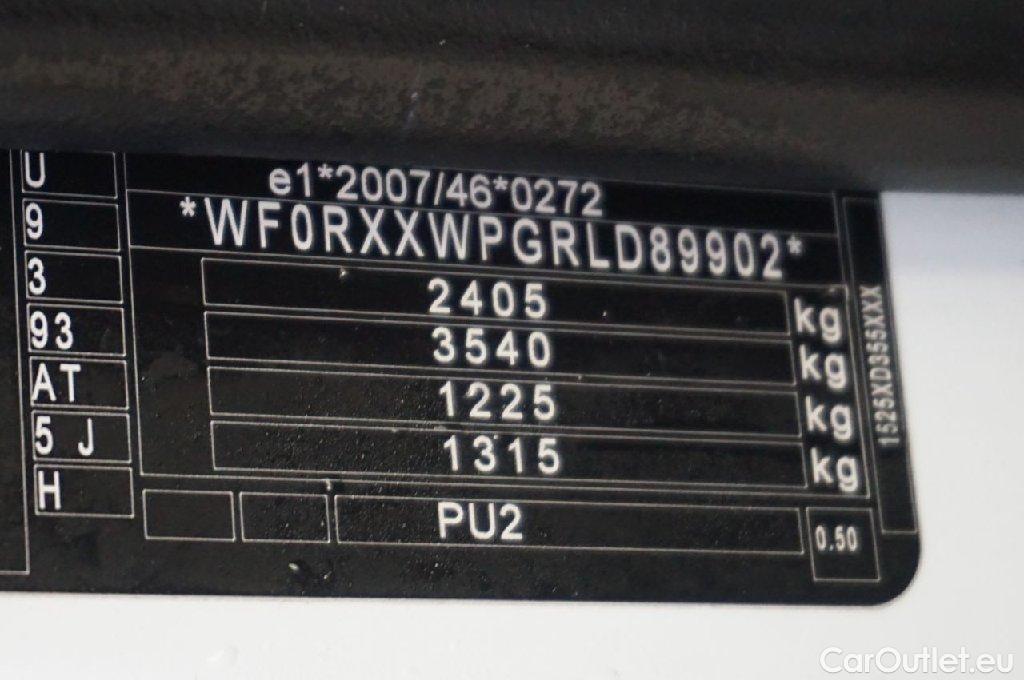 U
9
3
93
AT
5 J
H
e1*2007/46*0272
*WF0RXXWPGRLD89902*
2405 kg
3540 kg
1225 kg
1315 kg
PU2
0.50
1525XD355XXX
CarOutlet.eu